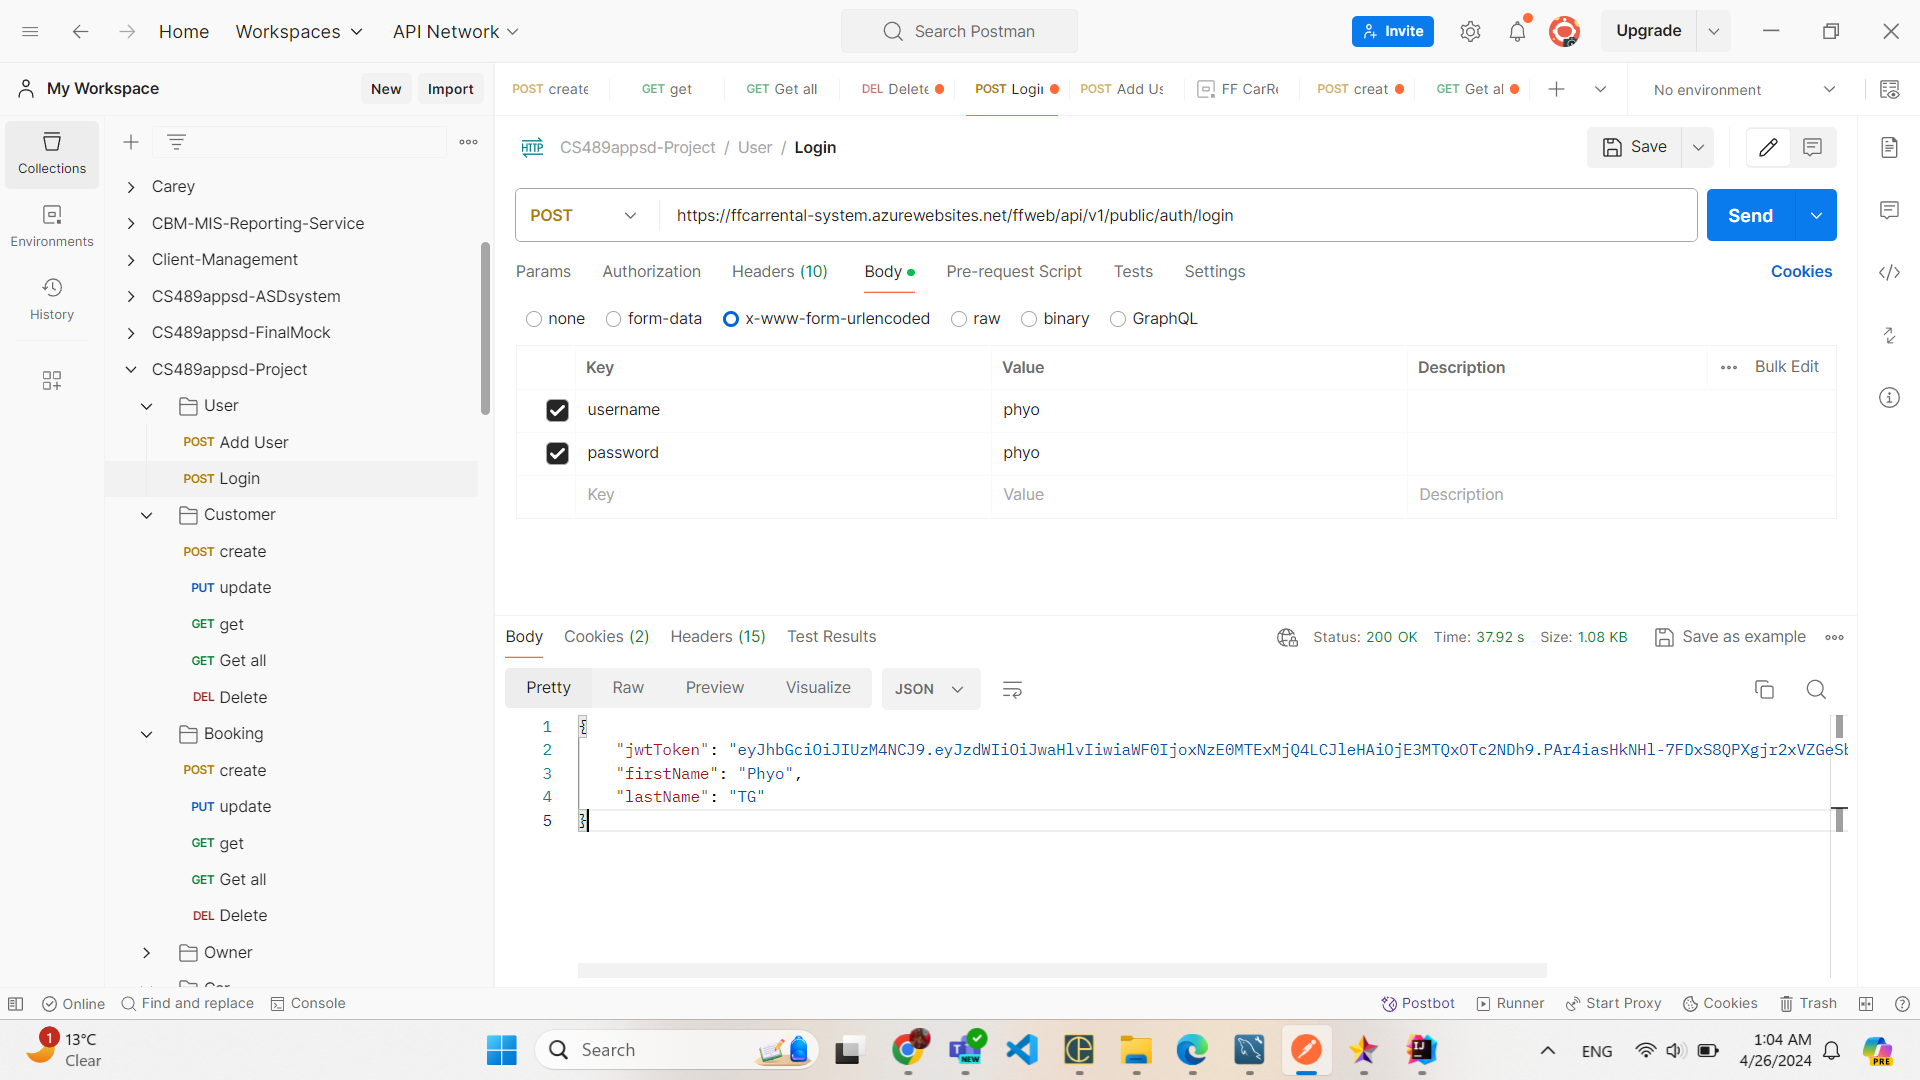 Home
Workspaces
API Network
Search Postman
Invite
Upgrade
My Workspace
New
Import
POST create
GET get
GET Get all
DEL Delete
POST Login
POST Add Us
FF CarRe
POST creat
GET Get al
No environment
Collections
Environments
History
Carey
CBM-MIS-Reporting-Service
Client-Management
CS489appsd-ASDsystem
CS489appsd-FinalMock
CS489appsd-Project
User
POST Add User
POST Login
Customer
POST create
PUT update
GET get
GET Get all
DEL Delete
Booking
POST create
PUT update
GET get
GET Get all
DEL Delete
Owner
HTTP CS489appsd-Project / User / Login
Save
POST
https://ffcarrental-system.azurewebsites.net/ffweb/api/v1/public/auth/login
Send
Params Authorization Headers (10) Body Pre-request Script Tests Settings
Cookies
none form-data x-www-form-urlencoded raw binary GraphQL
Key Value Description Bulk Edit
username phyo
password phyo
Key Value Description
Body Cookies (2) Headers (15) Test Results
Status: 200 OK Time: 37.92 s Size: 1.08 KB
Save as example
Pretty Raw Preview Visualize JSON
1 {
2 "jwtToken": "eyJhbGciOiJIUzM4NCJ9.eyJzdWIiOiJwaHlvIiwiaWF0IjoxNzE0MTExMjQ4LCJleHAiOjE3MTQxOTc2NDh9.PAr4iasHkNHl-7FDxS8QPXgjr2xVZGeSb
3 "firstName": "Phyo",
4 "lastName": "TG"
5 }
Online
Find and replace
Console
Postbot
Runner
Start Proxy
Cookies
Trash
1
13°C
Clear
Search
NEW
ENG
1:04 AM
4/26/2024
PRE